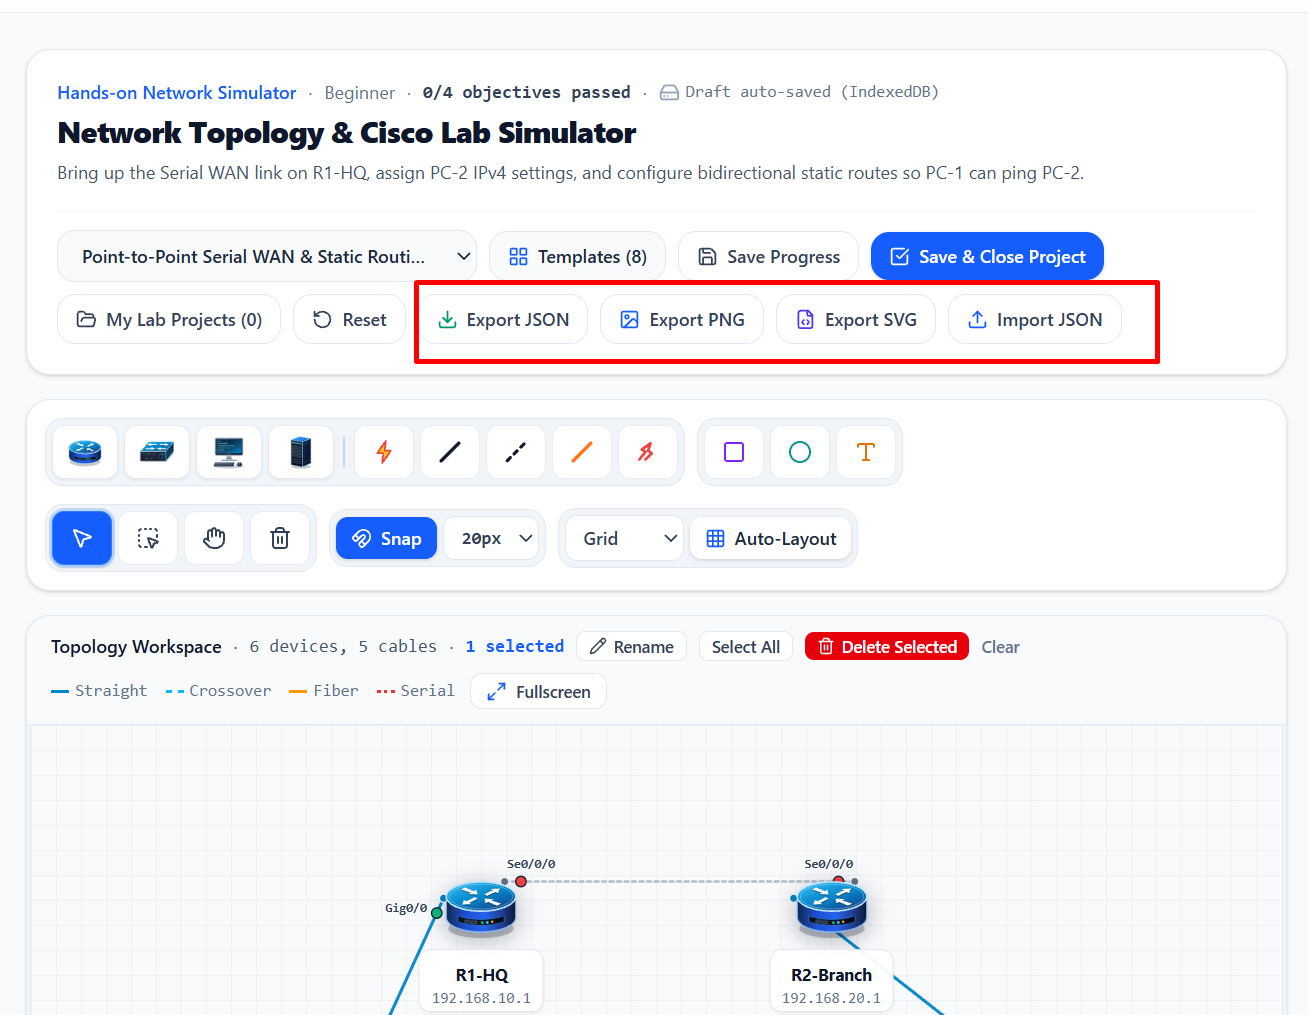 Hands-on Network Simulator · Beginner · 0/4 objectives passed · Draft auto-saved (IndexedDB)
Network Topology & Cisco Lab Simulator
Bring up the Serial WAN link on R1-HQ, assign PC-2 IPv4 settings, and configure bidirectional static routes so PC-1 can ping PC-2.
Point-to-Point Serial WAN & Static Routi... Templates (8) Save Progress Save & Close Project
My Lab Projects (0) Reset Export JSON Export PNG Export SVG Import JSON
T
Snap 20px Grid Auto-Layout
Topology Workspace · 6 devices, 5 cables · 1 selected Rename Select All Delete Selected Clear
Straight Crossover Fiber Serial Fullscreen
Se0/0/0 Se0/0/0
Gig0/0
R1-HQ R2-Branch
192.168.10.1 192.168.20.1